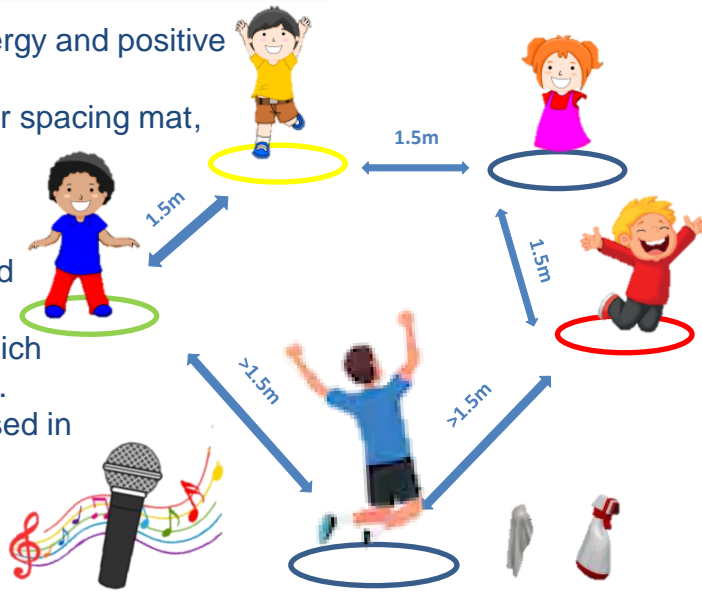 ergy and positive
r spacing mat,
1.5m
1.5m
1.5m
d
ich
.
sed in
>1.5m
>1.5m